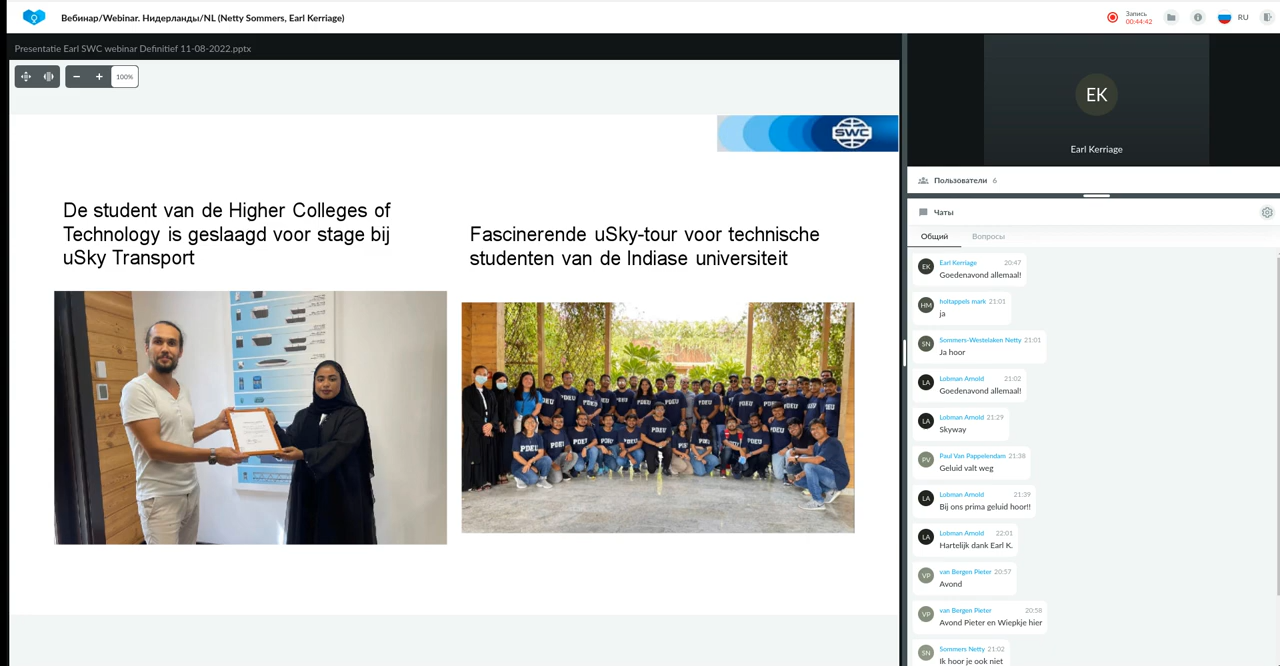 Вебинар/Webinar. Нидерланды/NL (Netty Sommers, Earl Kerriage)
Запись
00:44:42
RU
Presentatie Earl SWC webinar Definitief 11-08-2022.pptx
100%
SWC
De student van de Higher Colleges of
Technology is geslaagd voor stage bij
uSky Transport
Fascinerende uSky-tour voor technische
studenten van de Indiase universiteit
PDEU
EK
Earl Kerriage
Пользователи 6
Чаты
Общий
Вопросы
EK
Earl Kerriage 20:47
Goedenavond allemaal!
HM
holtappels mark 21:01
ja
SN
Sommers-Westelaken Netty 21:01
Ja hoor
LA
Lobman Arnold 21:02
Goedenavond allemaal!
LA
Lobman Arnold 21:29
Skyway
PV
Paul Van Pappelendam 21:38
Geluid valt weg
LA
Lobman Arnold 21:39
Bij ons prima geluid hoor!!
LA
Lobman Arnold 22:01
Hartelijk dank Earl K.
VP
van Bergen Pieter 20:57
Avond
VP
van Bergen Pieter 20:58
Avond Pieter en Wiepkje hier
SN
Sommers Netty 21:02
Ik hoor je ook niet